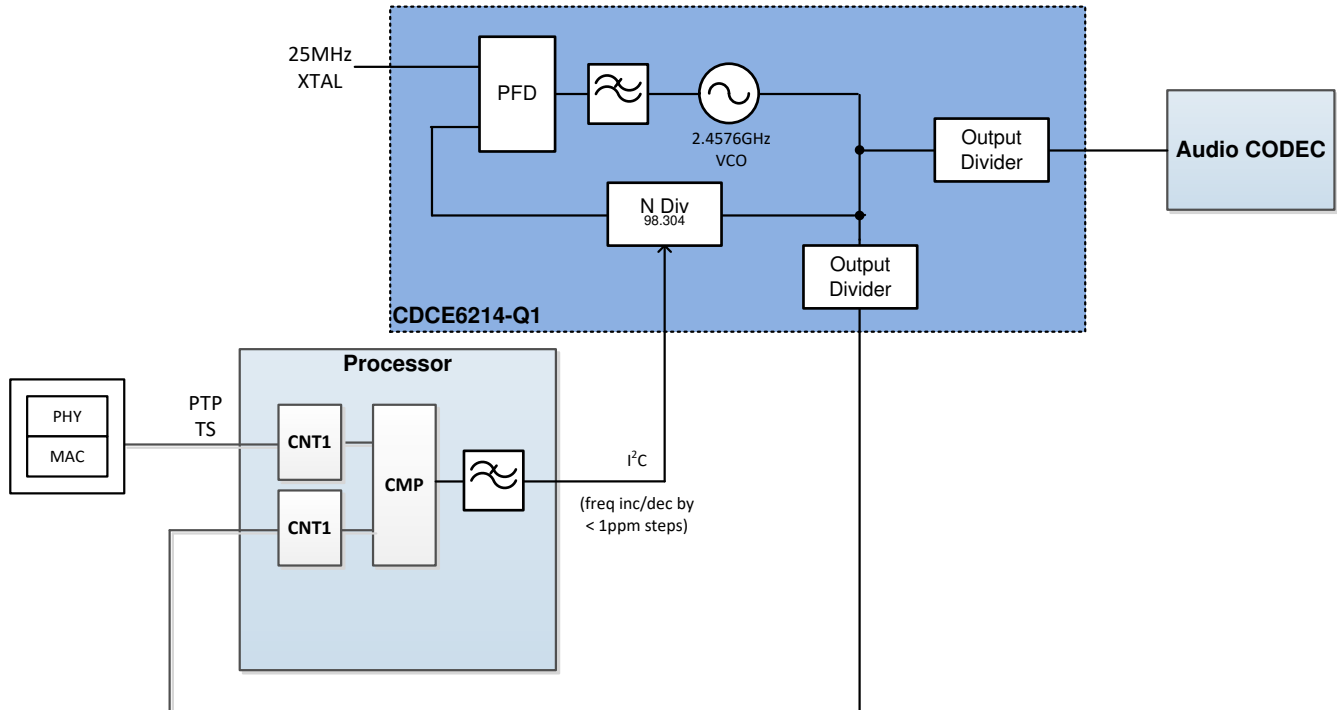 25MHz
XTAL
PFD
2.4576GHz
VCO
Output
Divider
Audio CODEC
N Div
98.304
Output
Divider
CDCE6214-Q1
Processor
PHY
MAC
PTP
TS
CNT1
CNT1
CMP
I²C
(freq inc/dec by
< 1ppm steps)